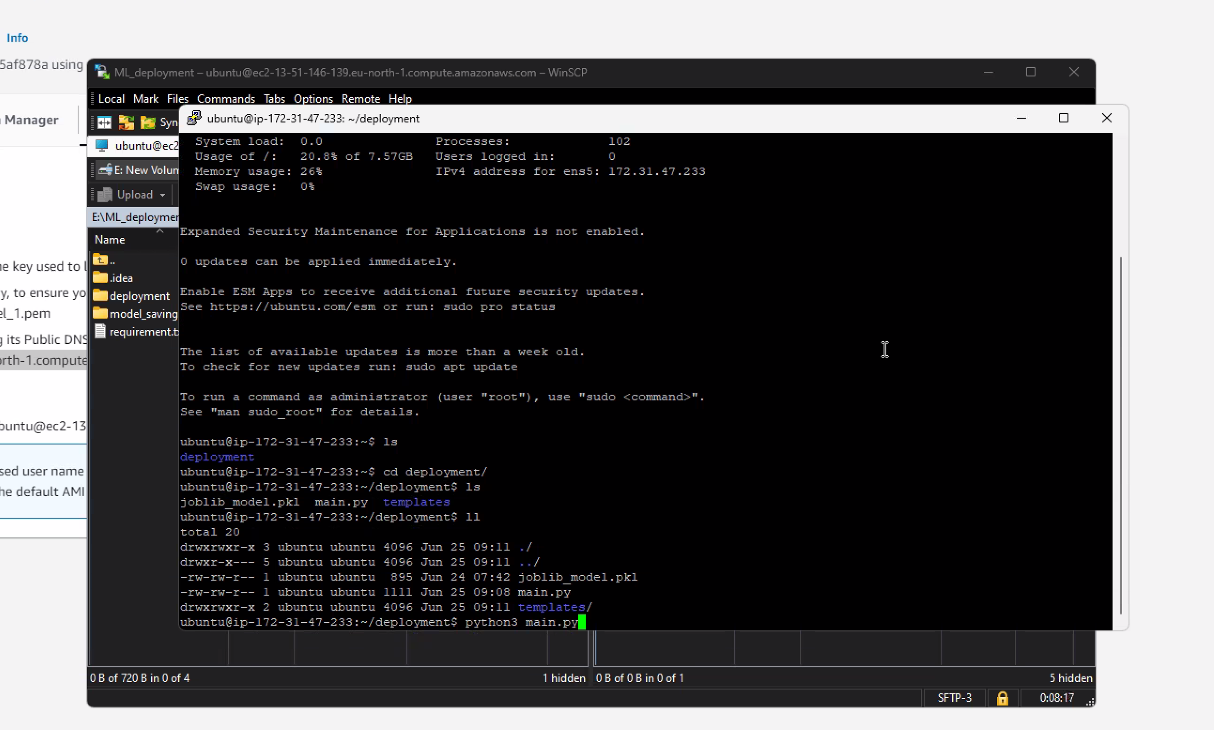 Info
5af878a using
Manager
e key used to l
y, to ensure yo
el_1.pem
g its Public DNS
orth-1.compute
ubuntu@ec2-13
sed user name
he default AMI
ML_deployment – ubuntu@ec2-13-51-146-139.eu-north-1.compute.amazonaws.com – WinSCP
Local Mark Files Commands Tabs Options Remote Help
Syn
ubuntu@ec2
E: New Volum
Upload
E:\ML_deploymen
Name
..
.idea
deployment
model_saving
requirement.t
ubuntu@ip-172-31-47-233: ~/deployment
System load: 0.0 Processes: 102
Usage of /: 20.8% of 7.57GB Users logged in: 0
Memory usage: 26% IPv4 address for ens5: 172.31.47.233
Swap usage: 0%
Expanded Security Maintenance for Applications is not enabled.
0 updates can be applied immediately.
Enable ESM Apps to receive additional future security updates.
See https://ubuntu.com/esm or run: sudo pro status
The list of available updates is more than a week old.
To check for new updates run: sudo apt update
To run a command as administrator (user "root"), use "sudo <command>".
See "man sudo_root" for details.
ubuntu@ip-172-31-47-233:~$ ls
deployment
ubuntu@ip-172-31-47-233:~$ cd deployment/
ubuntu@ip-172-31-47-233:~/deployment$ ls
joblib_model.pkl main.py templates
ubuntu@ip-172-31-47-233:~/deployment$ ll
total 20
drwxrwxr-x 3 ubuntu ubuntu 4096 Jun 25 09:11 ./
drwxr-x--- 5 ubuntu ubuntu 4096 Jun 25 09:11 ../
-rw-rw-r-- 1 ubuntu ubuntu 895 Jun 24 07:42 joblib_model.pkl
-rw-rw-r-- 1 ubuntu ubuntu 1111 Jun 25 09:08 main.py
drwxrwxr-x 2 ubuntu ubuntu 4096 Jun 25 09:11 templates/
ubuntu@ip-172-31-47-233:~/deployment$ python3 main.py
0 B of 720 B in 0 of 4
1 hidden
0 B of 0 B in 0 of 1
5 hidden
SFTP-3
0:08:17